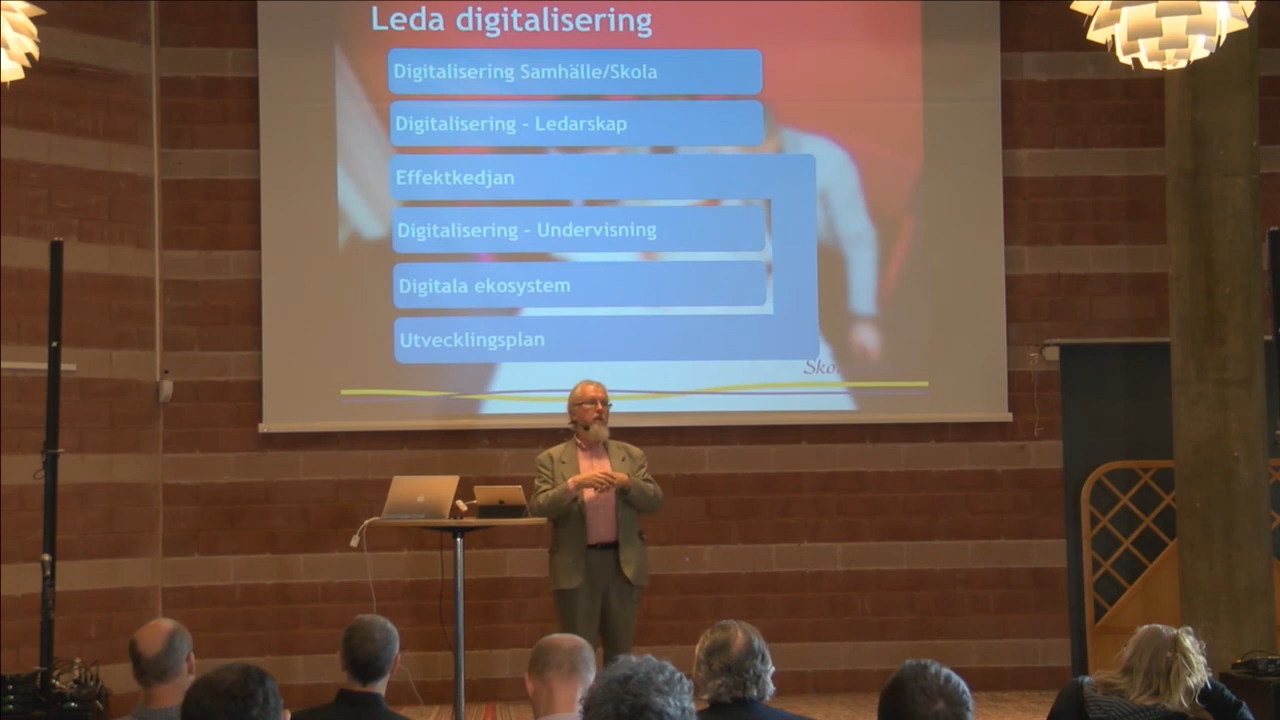 Leda digitalisering
Digitalisering Samhälle/Skola
Digitalisering - Ledarskap
Effektkedjan
Digitalisering - Undervisning
Digitala ekosystem
Utvecklingsplan